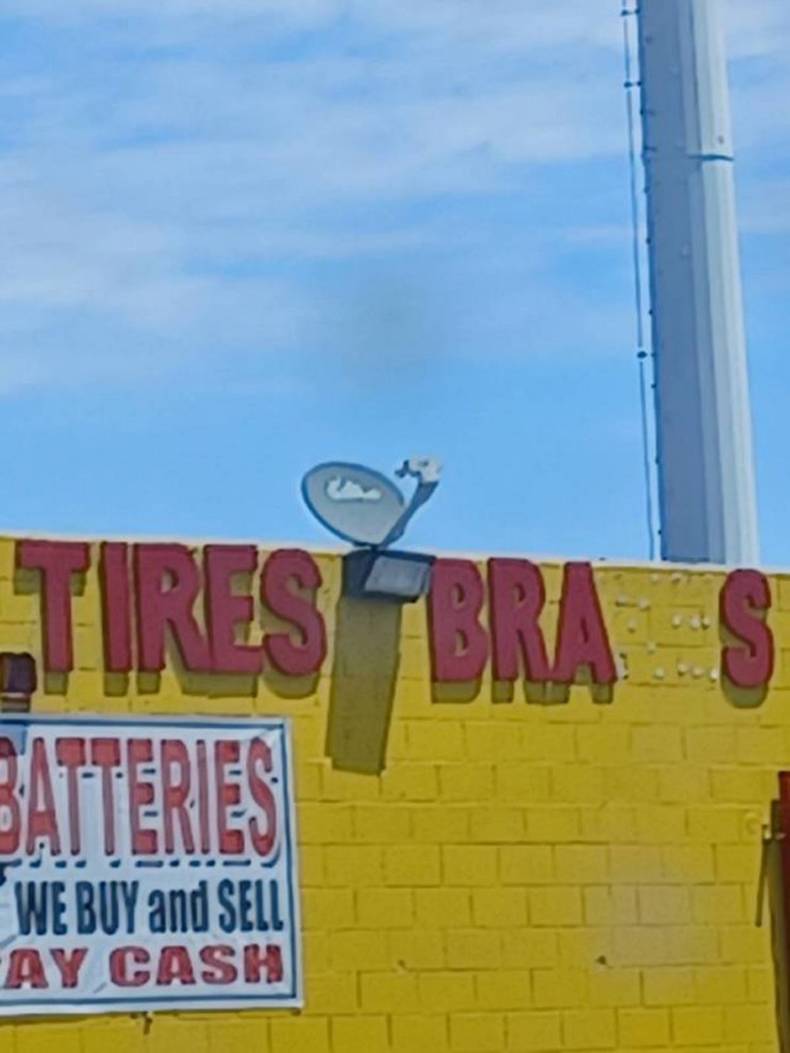 TIRES BRA S
BATTERIES
WE BUY and SELL
AY CASH